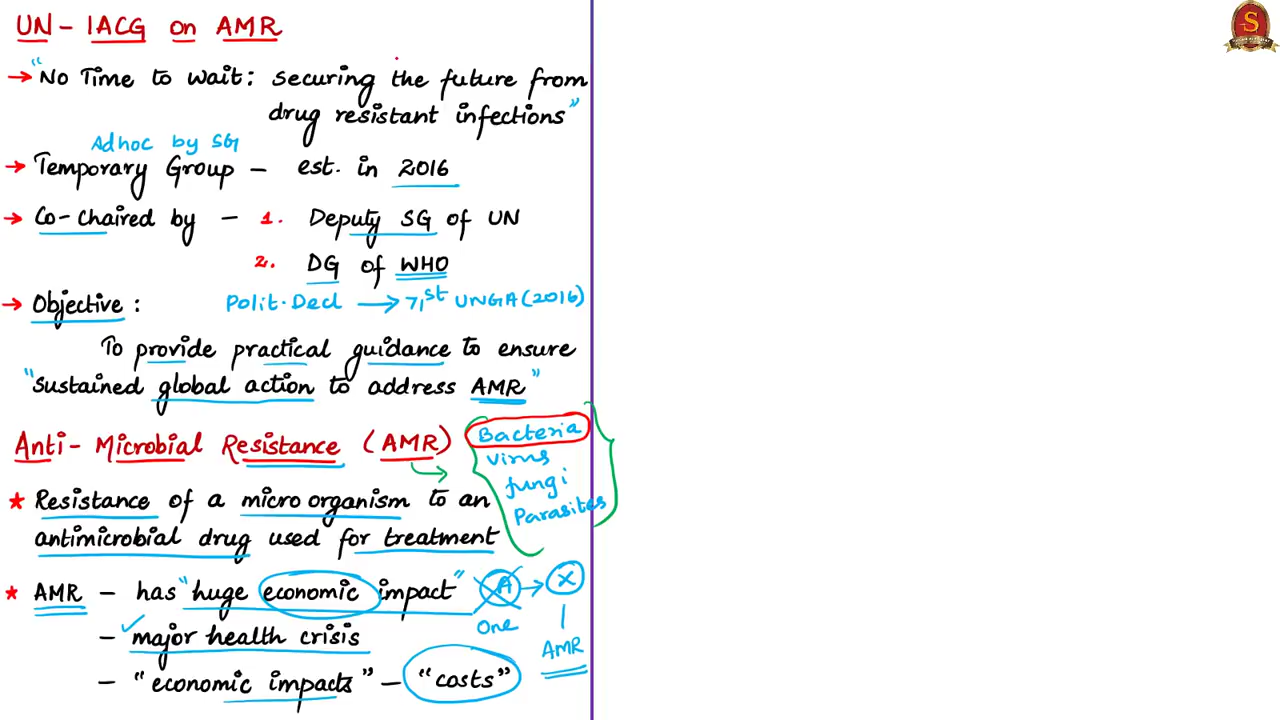 UN - IACG on AMR
→ "No Time to wait: securing the future from
drug resistant infections"
Adhoc by SG
→ Temporary Group - est. in 2016
→ Co-chaired by - 1. Deputy SG of UN
2. DG of WHO
→ Objective : Polit. Decl → 71st UNGA (2016)
To provide practical guidance to ensure
"sustained global action to address AMR"
Anti-Microbial Resistance (AMR) → Bacteria
virus
fungi
Parasites
* Resistance of a micro organism to an
antimicrobial drug used for treatment
* AMR - has "huge economic impact" A → X
One
- major health crisis
AMR
- "economic impacts" - "costs"
S